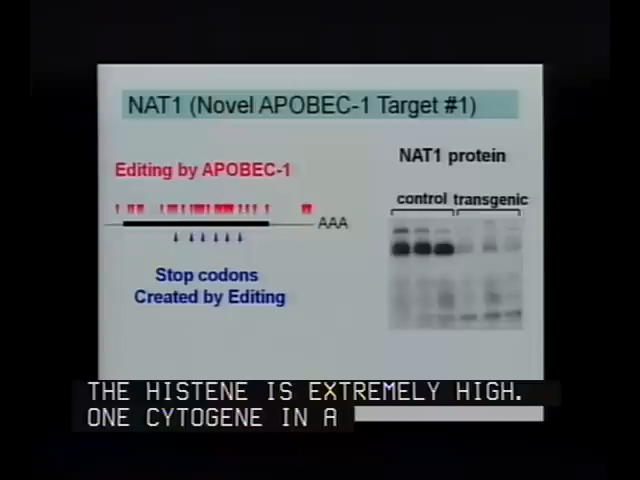 NAT1 (Novel APOBEC-1 Target #1)
Editing by APOBEC-1
AAA
Stop codons
Created by Editing
NAT1 protein
control transgenic
THE HISTENE IS EXTREMELY HIGH.
ONE CYTOGENE IN A